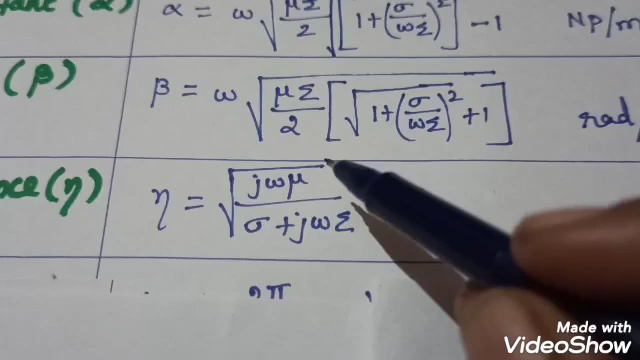 (α) α = ω √(με/2 [√1+(σ/ωε)² − 1 Np/m
(β) β = ω √(με/2 [√(1+(σ/ωε)²) + 1]) rad/
nce(η) η = √(jωμ/(σ+jωε))
π
Made with
VideoShow